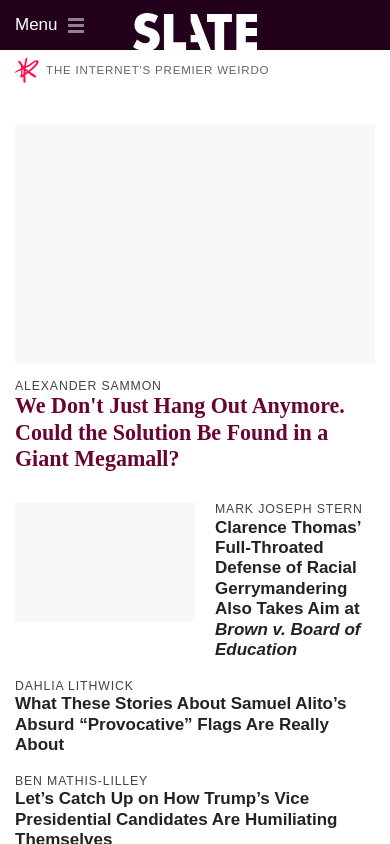 Menu
SLATE
THE INTERNET'S PREMIER WEIRDO
ALEXANDER SAMMON
We Don't Just Hang Out Anymore.
Could the Solution Be Found in a
Giant Megamall?
MARK JOSEPH STERN
Clarence Thomas’
Full-Throated
Defense of Racial
Gerrymandering
Also Takes Aim at
Brown v. Board of
Education
DAHLIA LITHWICK
What These Stories About Samuel Alito’s
Absurd “Provocative” Flags Are Really
About
BEN MATHIS-LILLEY
Let’s Catch Up on How Trump’s Vice
Presidential Candidates Are Humiliating
Themselves